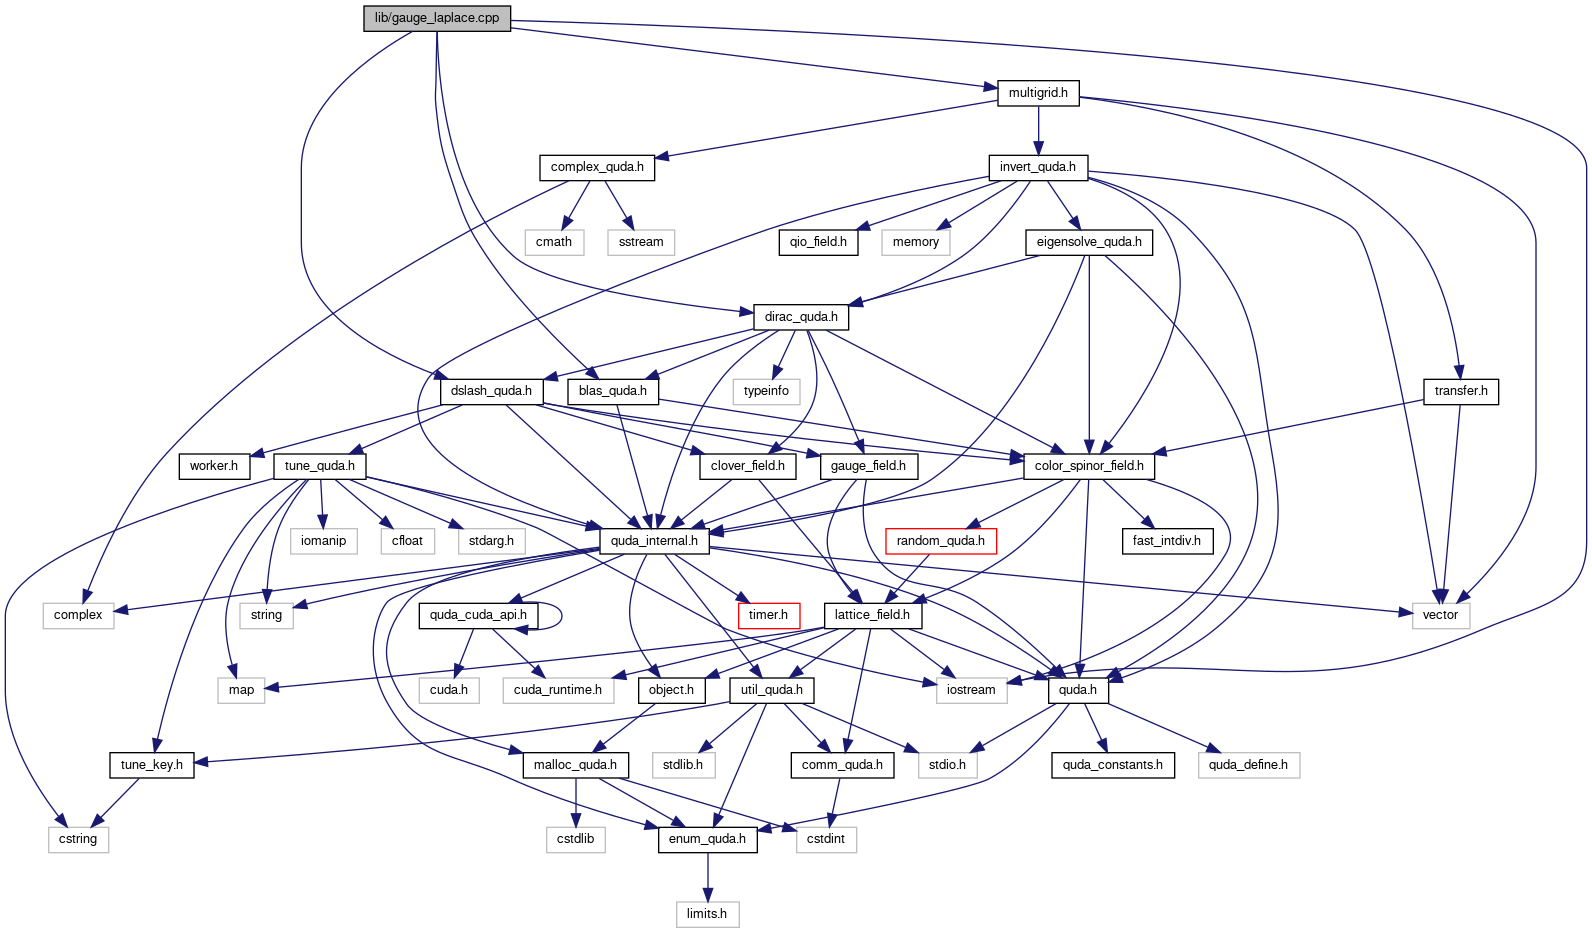 lib/gauge_laplace.cpp
multigrid.h
complex_quda.h
invert_quda.h
cmath
sstream
qio_field.h
memory
eigensolve_quda.h
dirac_quda.h
dslash_quda.h
blas_quda.h
typeinfo
transfer.h
worker.h
tune_quda.h
clover_field.h
gauge_field.h
color_spinor_field.h
iomanip
cfloat
stdarg.h
quda_internal.h
random_quda.h
fast_intdiv.h
complex
string
quda_cuda_api.h
timer.h
lattice_field.h
vector
map
cuda.h
cuda_runtime.h
object.h
util_quda.h
iostream
quda.h
tune_key.h
malloc_quda.h
stdlib.h
comm_quda.h
stdio.h
quda_constants.h
quda_define.h
cstring
cstdlib
enum_quda.h
cstdint
limits.h